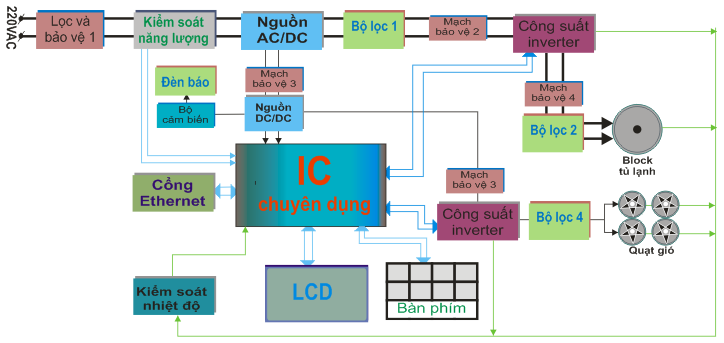 220VAC
Lọc và
bảo vệ 1
Kiểm soát
năng lượng
Nguồn
AC/DC
Bộ lọc 1
Mạch
bảo vệ 2
Công suất
inverter
Đèn báo
Mạch
bảo vệ 3
Mạch
bảo vệ 4
Bộ
cảm biến
Nguồn
DC/DC
Bộ lọc 2
Block
tủ lạnh
IC
chuyên dụng
Mạch
bảo vệ 3
Cổng
Ethernet
Công suất
inverter
Bộ lọc 4
Quạt gió
Kiểm soát
nhiệt độ
LCD
Bàn phím